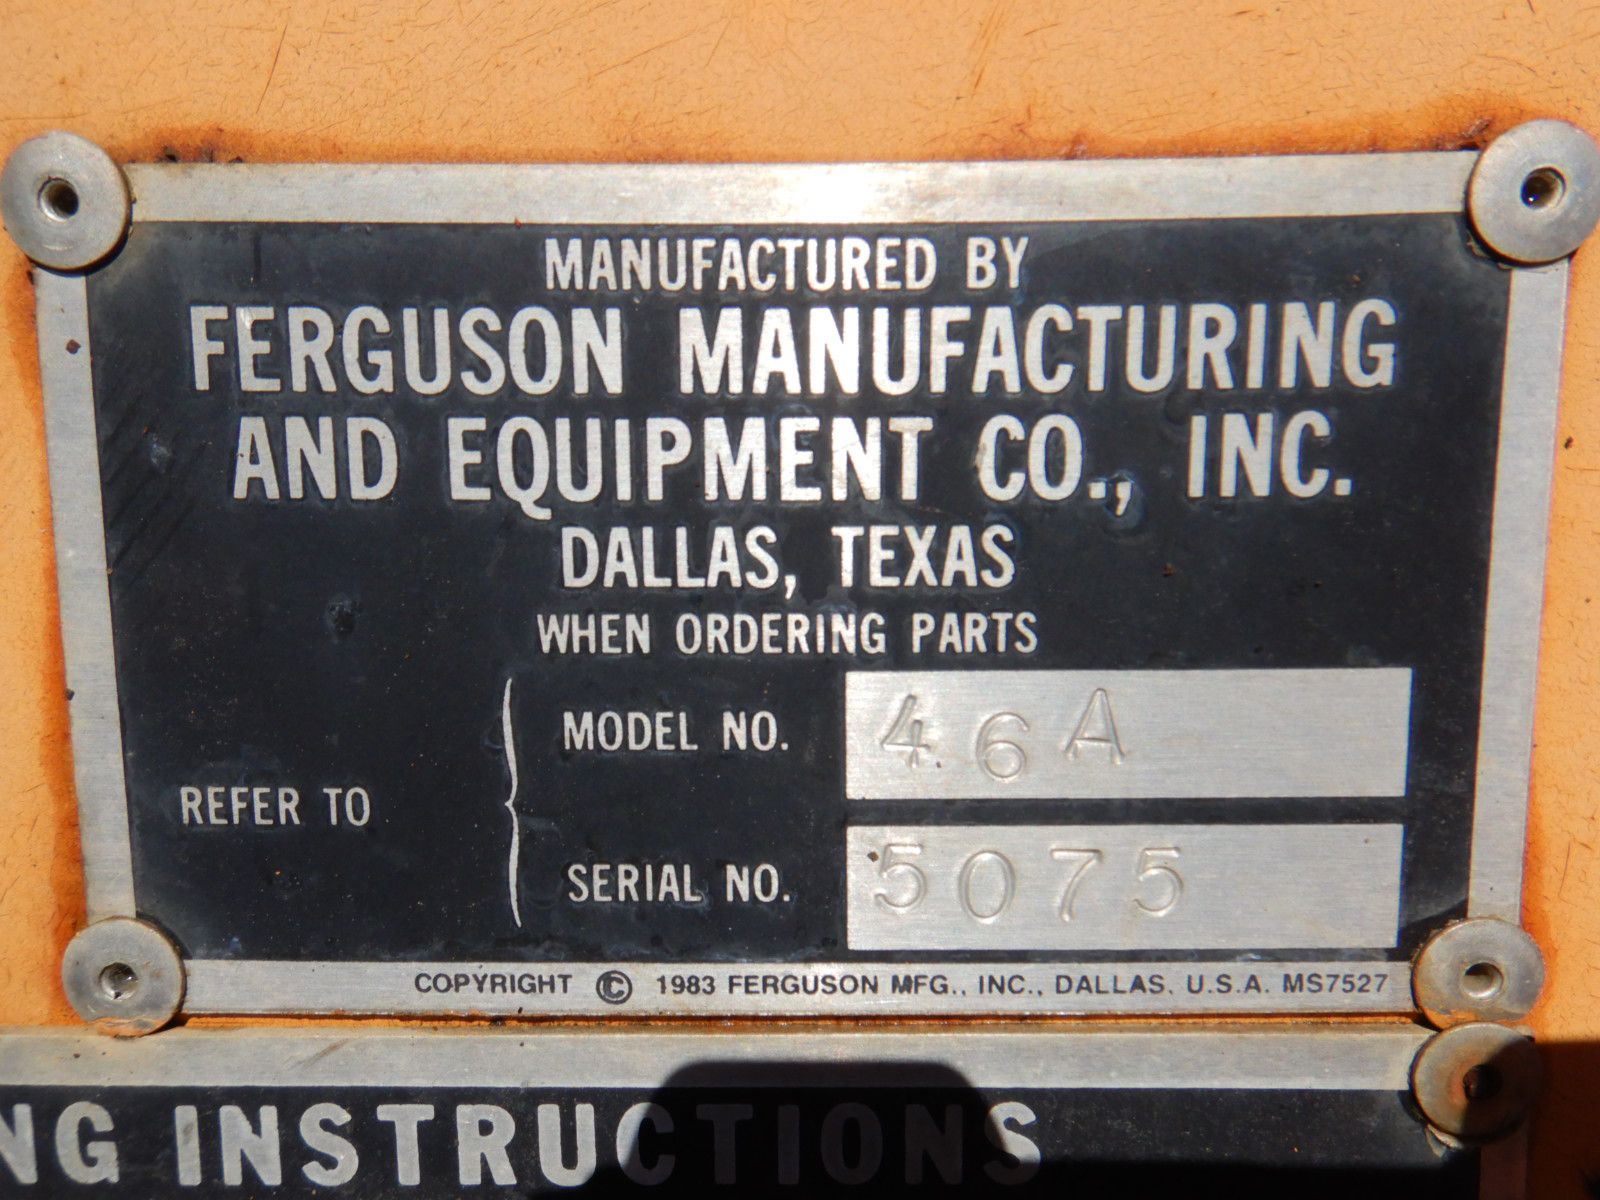 MANUFACTURED BY
FERGUSON MANUFACTURING
AND EQUIPMENT CO., INC.
DALLAS, TEXAS
WHEN ORDERING PARTS
REFER TO
MODEL NO. 46A
SERIAL NO. 5075
COPYRIGHT © 1983 FERGUSON MFG., INC., DALLAS, U.S.A. MS7527
NG INSTRUCTIONS